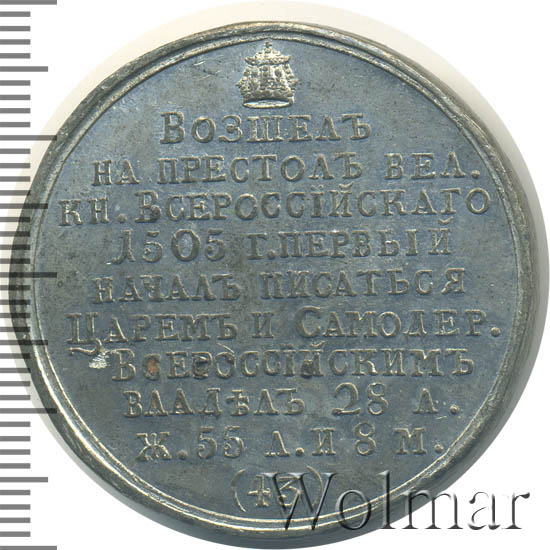 ВОЗШЕЛЪ
НА ПРЕСТОЛЪ ВЕЛ.
КН. ВСЕРОССІЙСКАГО
1505 Г. ПЕРВЫЙ
НАЧАЛЪ ПИСАТЬСЯ
ЦАРЕМЪ И САМОДЕР.
ВСЕРОССІЙСКИМЪ
ВЛАДѢЛЪ 28 Л.
Ж. 55 Л. И 8 М.
(43)
Wolmar